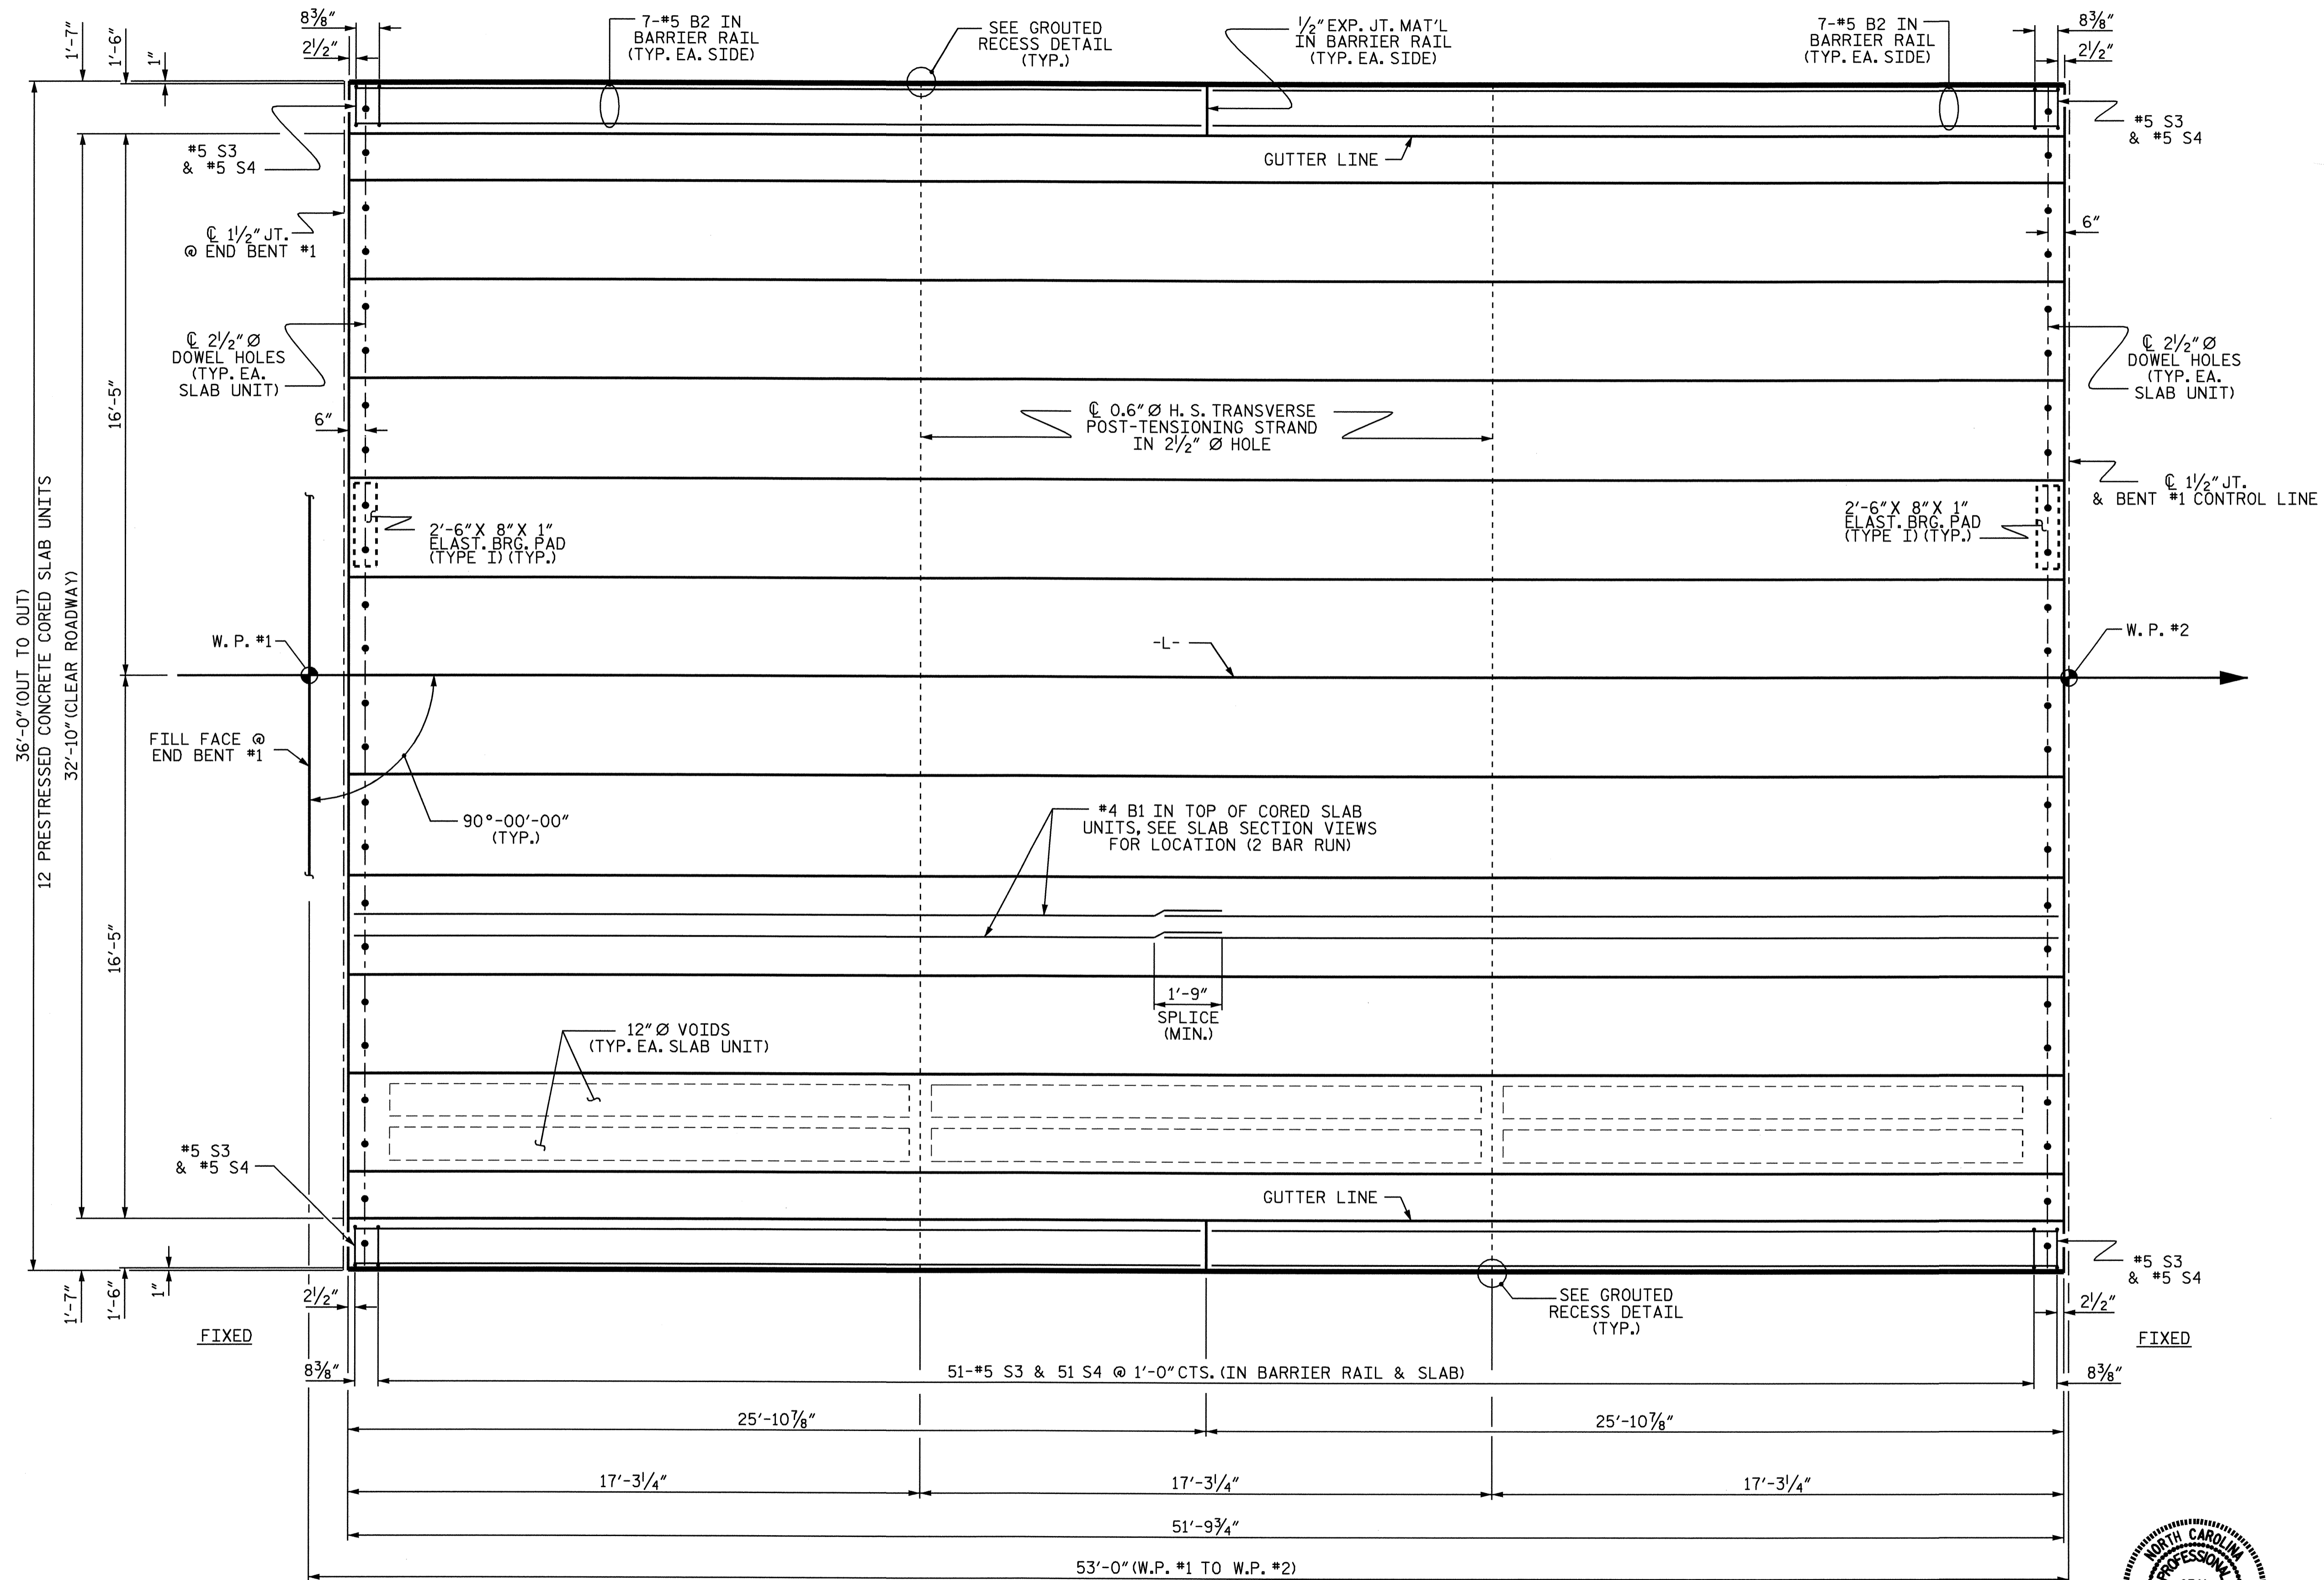 8⅜"
7-#5 B2 IN
BARRIER RAIL
(TYP. EA. SIDE)
SEE GROUTED
RECESS DETAIL
(TYP.)
½" EXP. JT. MAT'L
IN BARRIER RAIL
(TYP. EA. SIDE)
7-#5 B2 IN
BARRIER RAIL
(TYP. EA. SIDE)
8⅜"
1'-7"
1'-6"
1"
2½"
2½"
#5 S3
& #5 S4
#5 S3
& #5 S4
GUTTER LINE
℄ 1½" JT.
@ END BENT #1
6"
℄ 2½" Ø
DOWEL HOLES
(TYP. EA.
SLAB UNIT)
℄ 2½" Ø
DOWEL HOLES
(TYP. EA.
SLAB UNIT)
16'-5"
6"
℄ 0.6" Ø H. S. TRANSVERSE
POST-TENSIONING STRAND
IN 2½" Ø HOLE
℄ 1½" JT.
& BENT #1 CONTROL LINE
2'-6" X 8" X 1"
ELAST. BRG. PAD
(TYPE I) (TYP.)
2'-6" X 8" X 1"
ELAST. BRG. PAD
(TYPE I) (TYP.)
36'-0" (OUT TO OUT)
12 PRESTRESSED CONCRETE CORED SLAB UNITS
32'-10" (CLEAR ROADWAY)
W. P. #1
-L-
W. P. #2
FILL FACE @
END BENT #1
90°-00'-00"
(TYP.)
#4 B1 IN TOP OF CORED SLAB
UNITS, SEE SLAB SECTION VIEWS
FOR LOCATION (2 BAR RUN)
16'-5"
1'-9"
SPLICE
(MIN.)
12" Ø VOIDS
(TYP. EA. SLAB UNIT)
#5 S3
& #5 S4
GUTTER LINE
#5 S3
& #5 S4
1'-7"
1'-6"
1"
2½"
SEE GROUTED
RECESS DETAIL
(TYP.)
2½"
FIXED
FIXED
8⅜"
51-#5 S3 & 51 S4 @ 1'-0" CTS. (IN BARRIER RAIL & SLAB)
8⅜"
25'-10⅞"
25'-10⅞"
17'-3¼"
17'-3¼"
17'-3¼"
51'-9¾"
53'-0" (W.P. #1 TO W.P. #2)
NORTH CAROLINA
PROFESSIONAL